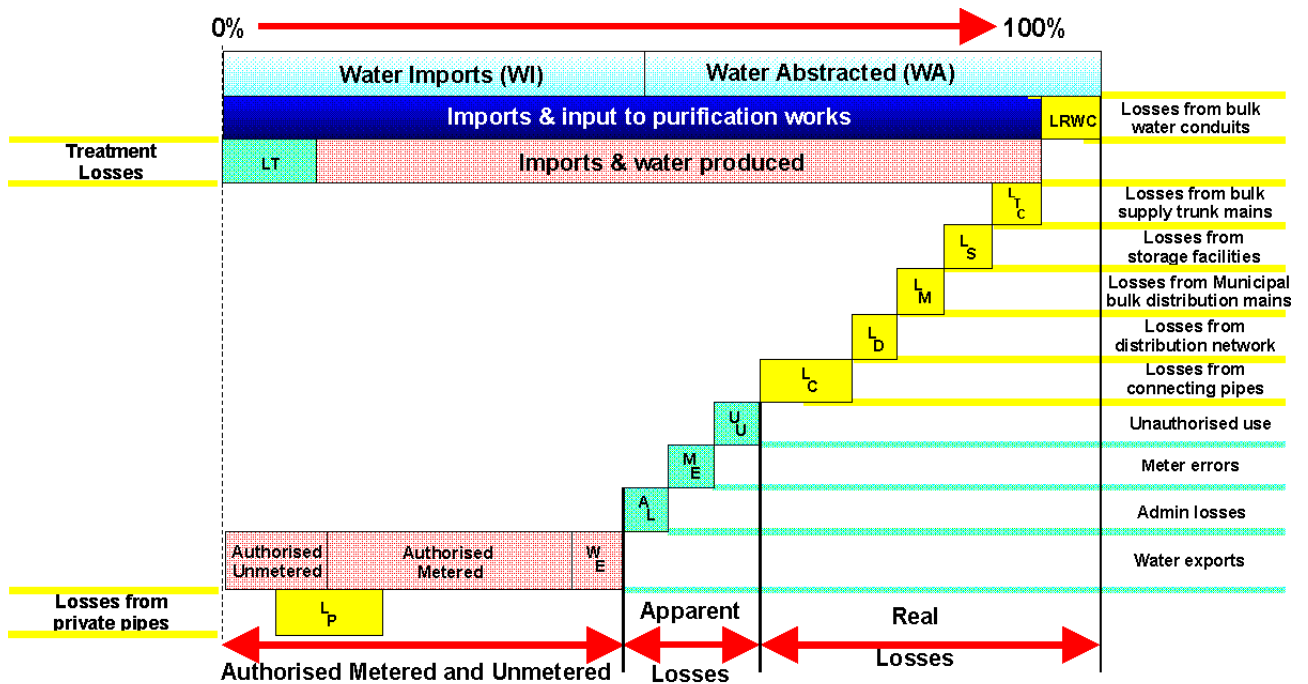 0%
100%
Water Imports (WI)
Water Abstracted (WA)
Imports & input to purification works
LRWC
Losses from bulk
water conduits
Treatment
Losses
LT
Imports & water produced
L
T
C
Losses from bulk
supply trunk mains
L
S
Losses from
storage facilities
L
M
Losses from Municipal
bulk distribution mains
L
D
Losses from
distribution network
L
C
Losses from
connecting pipes
U
U
Unauthorised use
M
E
Meter errors
A
L
Admin losses
Authorised
Unmetered
Authorised
Metered
W
E
Water exports
Losses from
private pipes
L
P
Apparent
Losses
Real
Losses
Authorised Metered and Unmetered